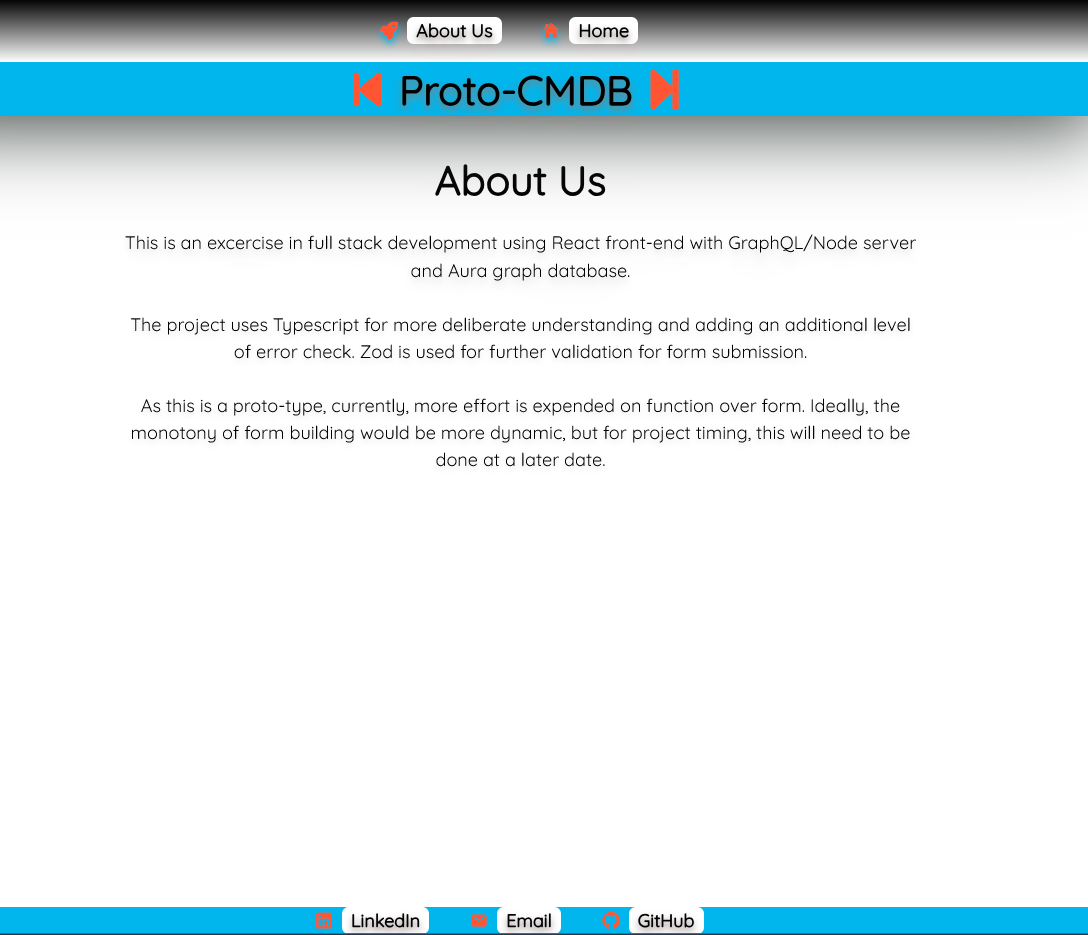 About Us
Home
Proto-CMDB
About Us
This is an excercise in full stack development using React front-end with GraphQL/Node server
and Aura graph database.
The project uses Typescript for more deliberate understanding and adding an additional level
of error check. Zod is used for further validation for form submission.
As this is a proto-type, currently, more effort is expended on function over form. Ideally, the
monotony of form building would be more dynamic, but for project timing, this will need to be
done at a later date.
LinkedIn
Email
GitHub